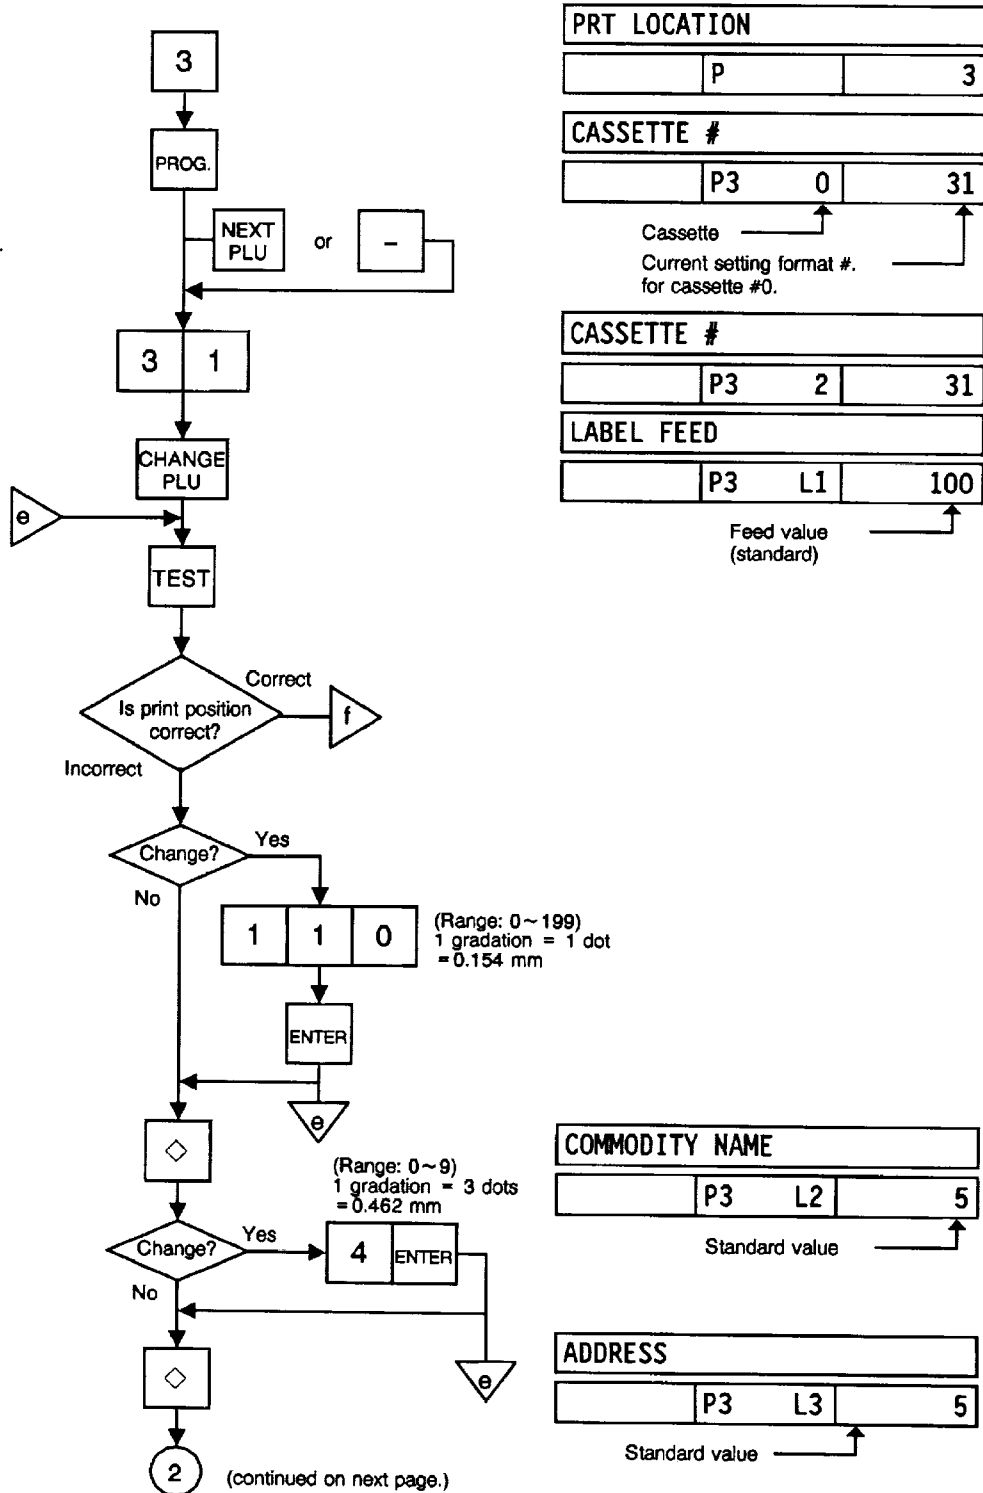 3
PROG.
NEXT
PLU
or
–
3 1
CHANGE
PLU
e
TEST
Is print position
correct?
Correct
f
Incorrect
Change?
Yes
No
1 1 0
(Range: 0~199)
1 gradation = 1 dot
= 0.154 mm
ENTER
e
◇
(Range: 0~9)
1 gradation = 3 dots
= 0.462 mm
Change?
Yes
4 ENTER
No
e
◇
2
(continued on next page.)
PRT LOCATION
P 3
CASSETTE #
P3 0 31
Cassette
Current setting format #.
for cassette #0.
CASSETTE #
P3 2 31
LABEL FEED
P3 L1 100
Feed value
(standard)
COMMODITY NAME
P3 L2 5
Standard value
ADDRESS
P3 L3 5
Standard value